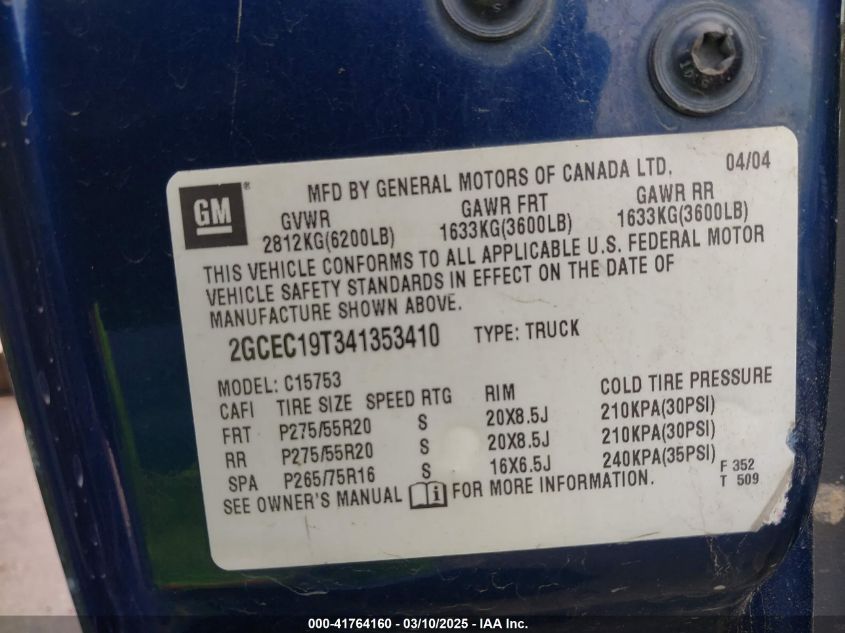 MFD BY GENERAL MOTORS OF CANADA LTD. 04/04
GM ®
GVWR GAWR FRT GAWR RR
2812KG(6200LB) 1633KG(3600LB) 1633KG(3600LB)
THIS VEHICLE CONFORMS TO ALL APPLICABLE U.S. FEDERAL MOTOR
VEHICLE SAFETY STANDARDS IN EFFECT ON THE DATE OF
MANUFACTURE SHOWN ABOVE.
2GCEC19T341353410 TYPE: TRUCK
MODEL: C15753
CAFI TIRE SIZE SPEED RTG RIM COLD TIRE PRESSURE
FRT P275/55R20 S 20X8.5J 210KPA(30PSI)
RR P275/55R20 S 20X8.5J 210KPA(30PSI)
SPA P265/75R16 S 16X6.5J 240KPA(35PSI)
SEE OWNER'S MANUAL i FOR MORE INFORMATION.
F 352
T 509
000-41764160 - 03/10/2025 - IAA Inc.